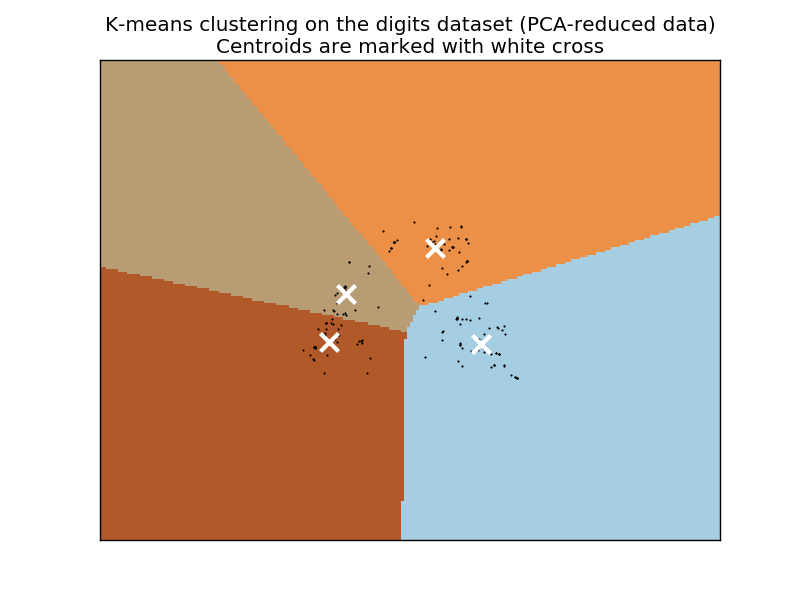 K-means clustering on the digits dataset (PCA-reduced data)
Centroids are marked with white cross